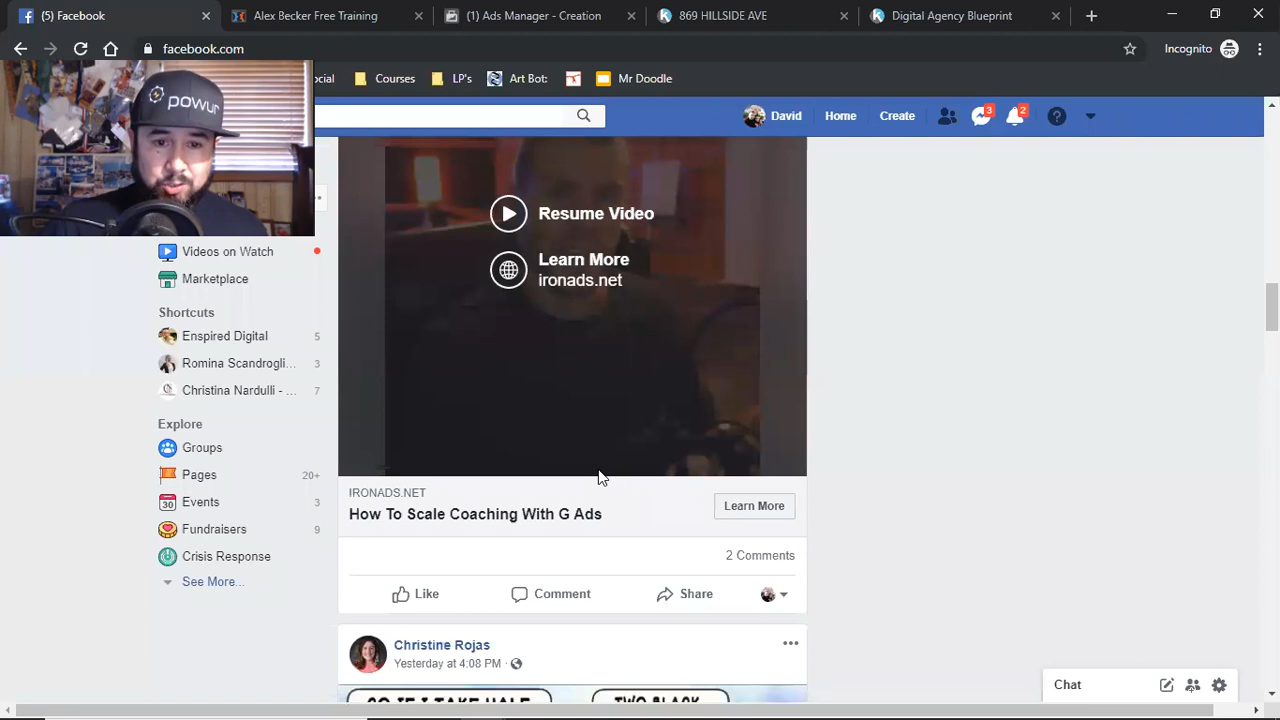 (5) Facebook
Alex Becker Free Training
(1) Ads Manager - Creation
869 HILLSIDE AVE
Digital Agency Blueprint
facebook.com
Incognito
Courses
LP's
Art Bot:
Mr Doodle
powur
David
Home
Create
3
2
Resume Video
Learn More
ironads.net
Videos on Watch
Marketplace
Shortcuts
Enspired Digital 5
Romina Scandrogli... 3
Christina Nardulli - ... 7
Explore
Groups
Pages 20+
Events 3
Fundraisers 9
Crisis Response
See More...
IRONADS.NET
How To Scale Coaching With G Ads
Learn More
2 Comments
Like
Comment
Share
Christine Rojas
Yesterday at 4:08 PM
Chat